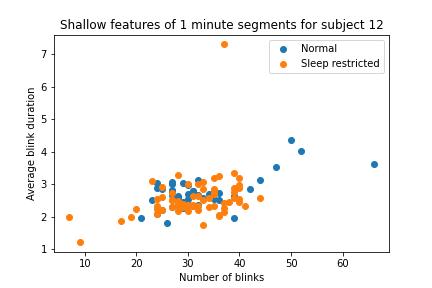 Shallow features of 1 minute segments for subject 12
Normal
Sleep restricted
Average blink duration
7
6
5
4
3
2
1
10 20 30 40 50 60
Number of blinks